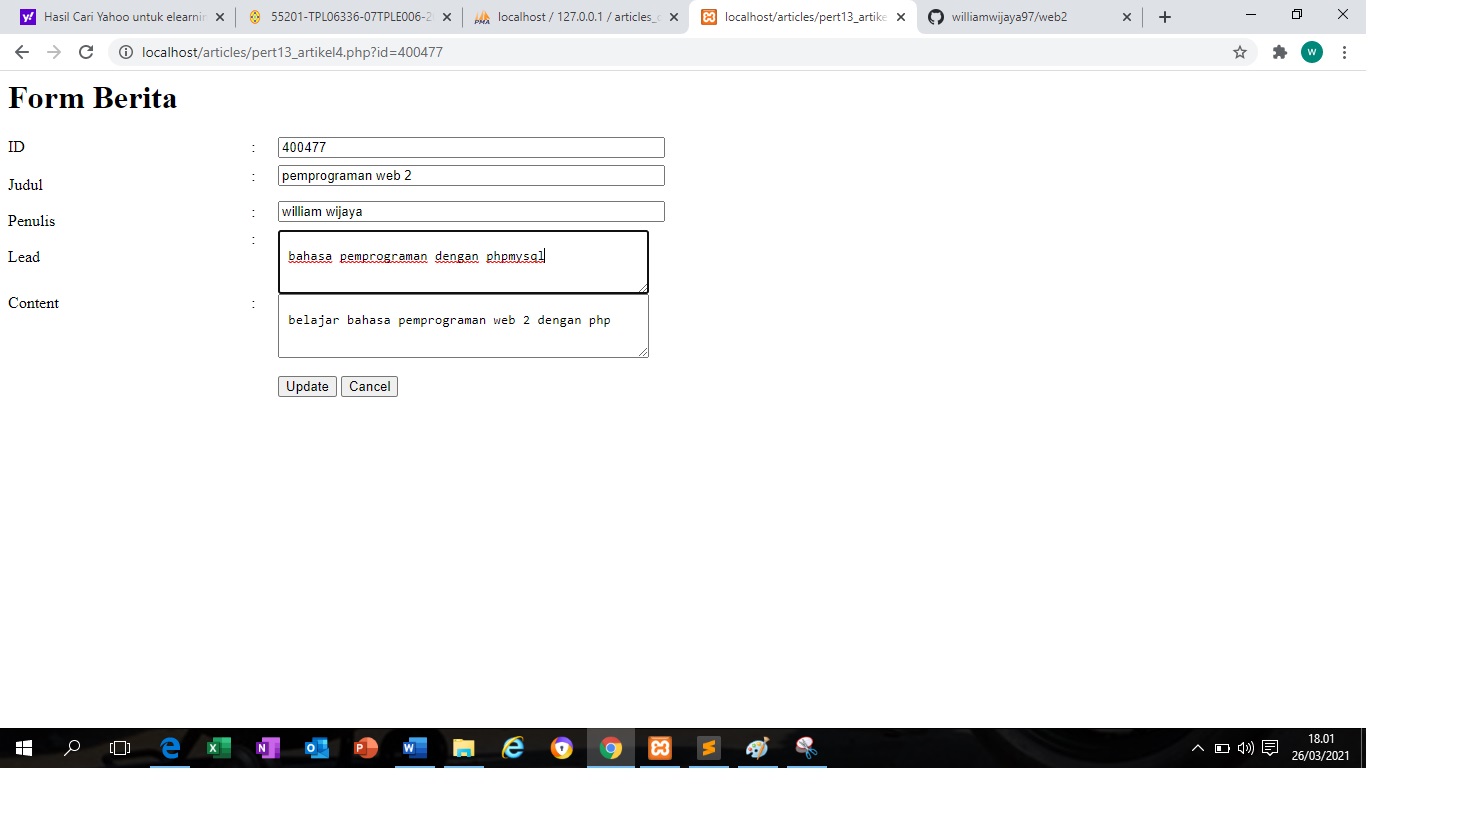 Hasil Cari Yahoo untuk elearnin
55201-TPL06336-07TPLE006-2
localhost / 127.0.0.1 / articles_c
localhost/articles/pert13_artike
williamwijaya97/web2
localhost/articles/pert13_artikel4.php?id=400477
W
Form Berita
ID : 400477
Judul : pemprograman web 2
Penulis : william wijaya
Lead : bahasa pemprograman dengan phpmysql
Content : belajar bahasa pemprograman web 2 dengan php
Update Cancel
18.01
26/03/2021